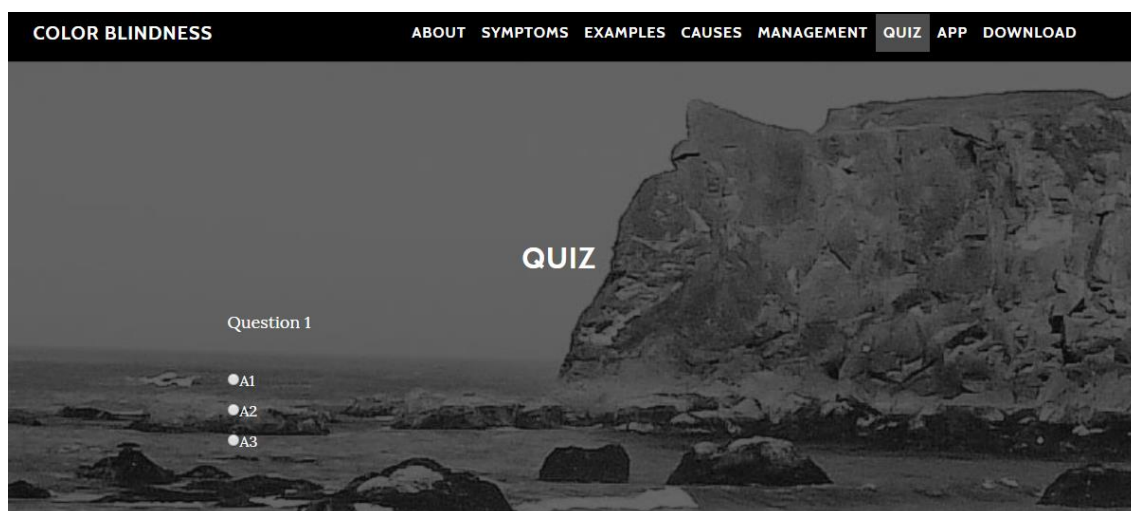 COLOR BLINDNESS ABOUT SYMPTOMS EXAMPLES CAUSES MANAGEMENT QUIZ APP DOWNLOAD
QUIZ
Question 1
A1
A2
A3